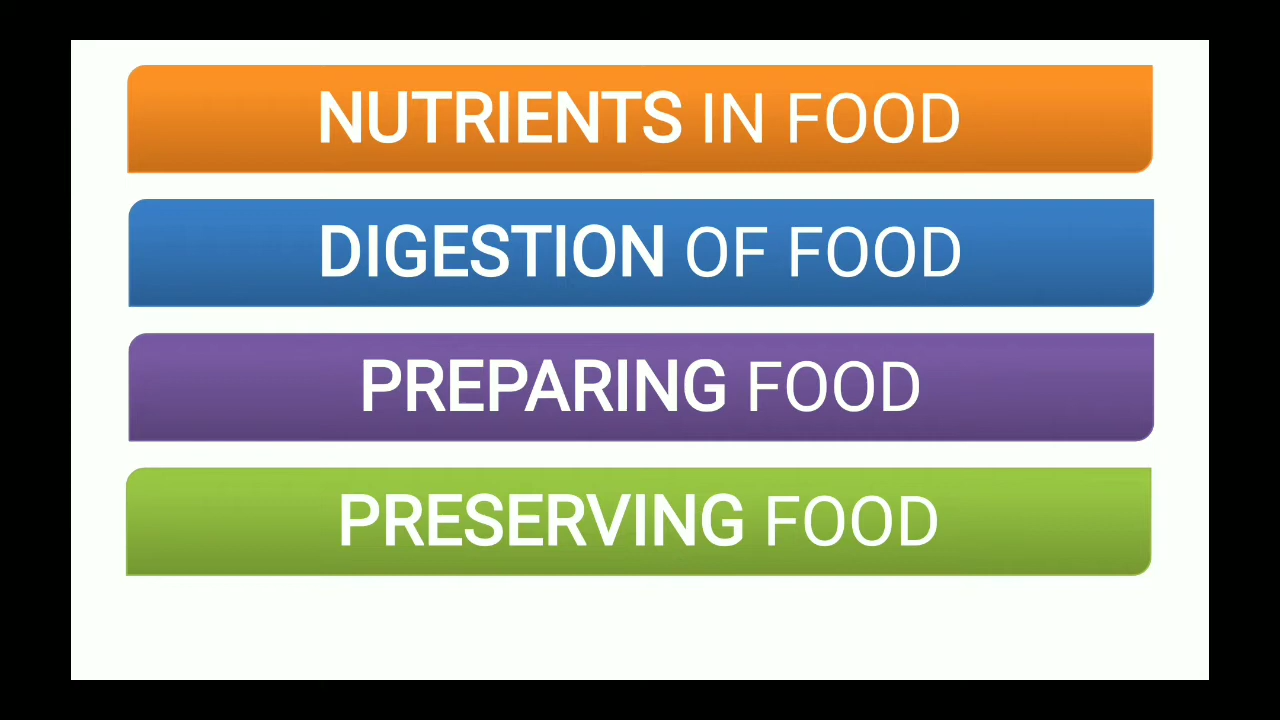 NUTRIENTS IN FOOD
DIGESTION OF FOOD
PREPARING FOOD
PRESERVING FOOD